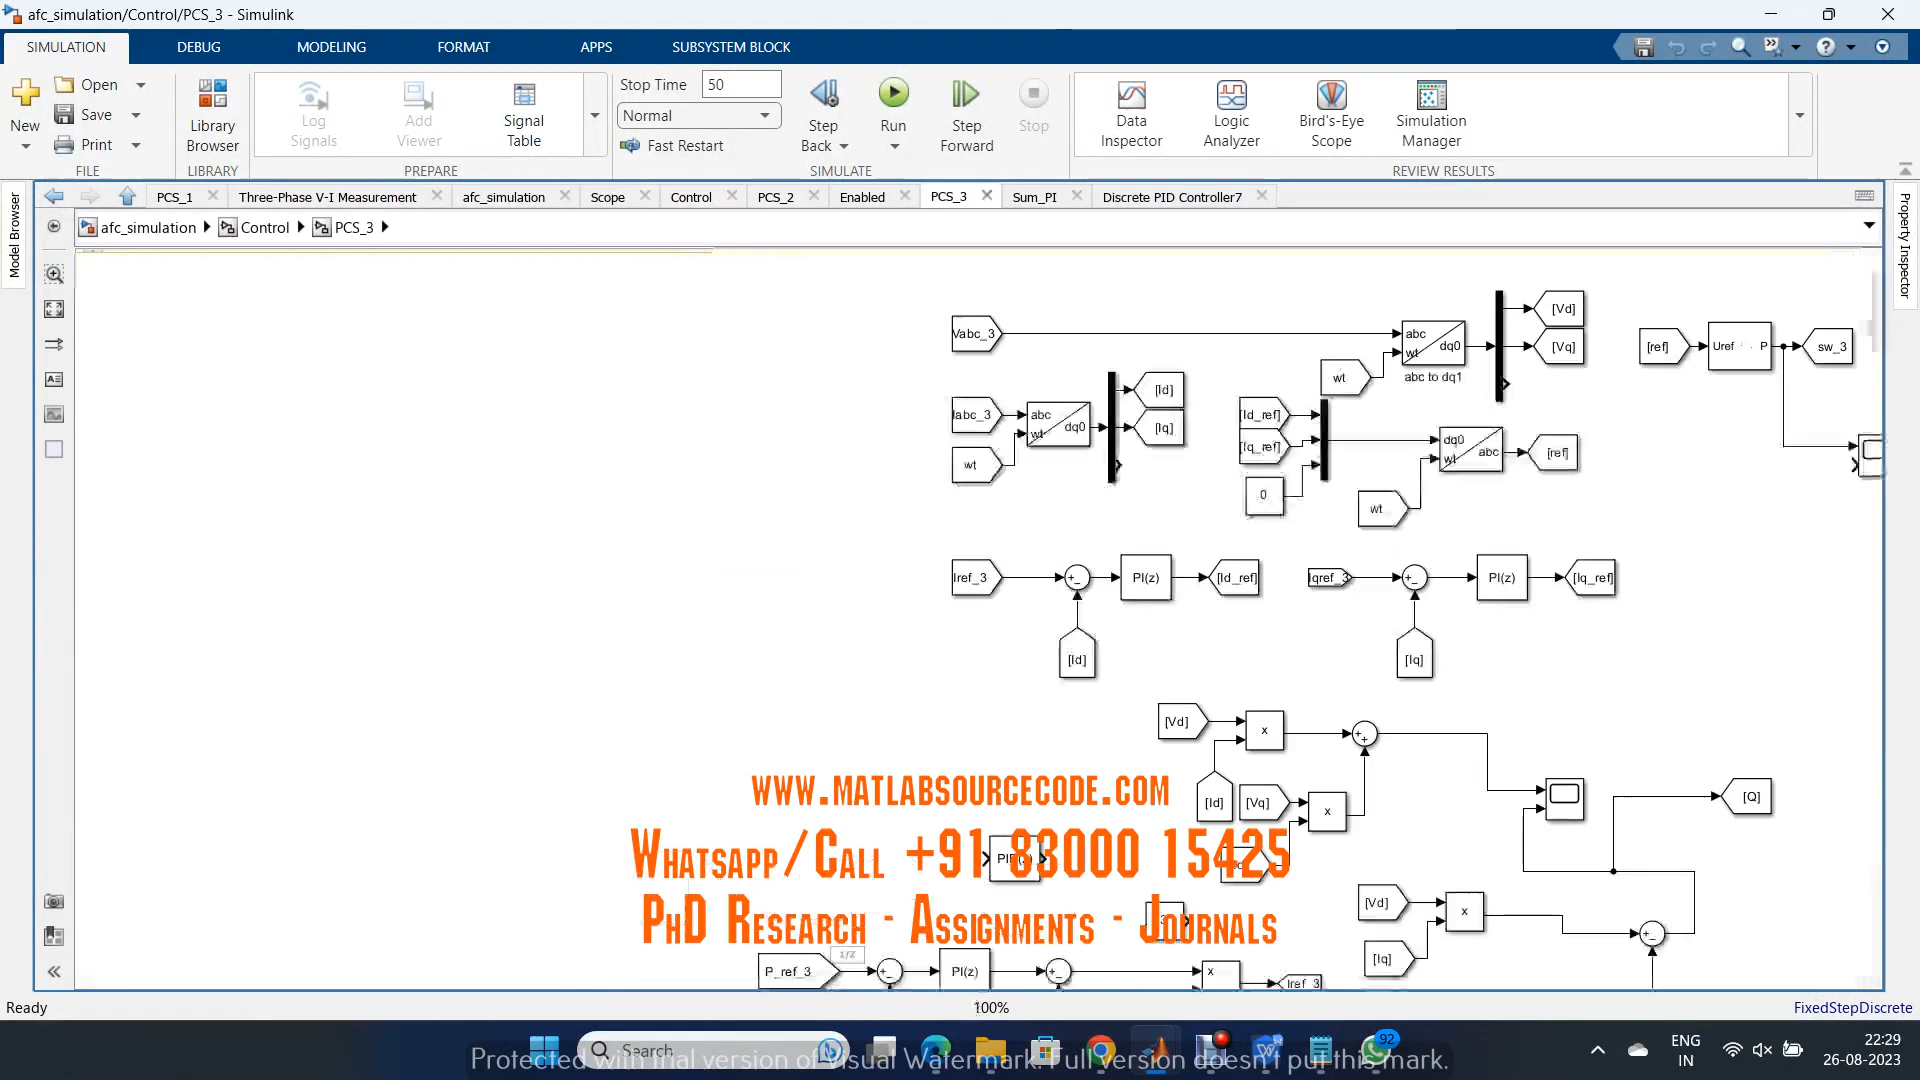 afc_simulation/Control/PCS_3 - Simulink
SIMULATION DEBUG MODELING FORMAT APPS SUBSYSTEM BLOCK
New
Open
Save
Print
FILE
Library Browser
LIBRARY
Log Signals
Add Viewer
Signal Table
PREPARE
Stop Time 50
Normal
Fast Restart
Step Back
Run
Step Forward
Stop
SIMULATE
Data Inspector
Logic Analyzer
Bird's-Eye Scope
Simulation Manager
REVIEW RESULTS
Model Browser
Property Inspector
PCS_1 Three-Phase V-I Measurement afc_simulation Scope Control PCS_2 Enabled PCS_3 Sum_PI Discrete PID Controller7
afc_simulation Control PCS_3
Vabc_3 abc wt dq0 [Vd] [Vq]
wt abc to dq1
[ref] Uref P sw_3
Iabc_3 abc wt dq0 [Id] [Iq]
wt
[Id_ref] [Iq_ref] 0 dq0 wt abc [ref]
wt
Iref_3 PI(z) [Id_ref] Iqref_3 PI(z) [Iq_ref]
[Id] [Iq]
[Vd] x
[Id] [Vq] x [Q]
www.matlabsourcecode.com
Whatsapp/Call +91 83000 15425
PhD Research - Assignments - Journals
[Vd] x
[Iq]
1/Z
P_ref_3 PI(z) x Iref_3
Ready 100% FixedStepDiscrete
Search
92
ENG
IN
22:29
26-08-2023
Protected with trial version of Visual Watermark. Full version doesn't put this mark.